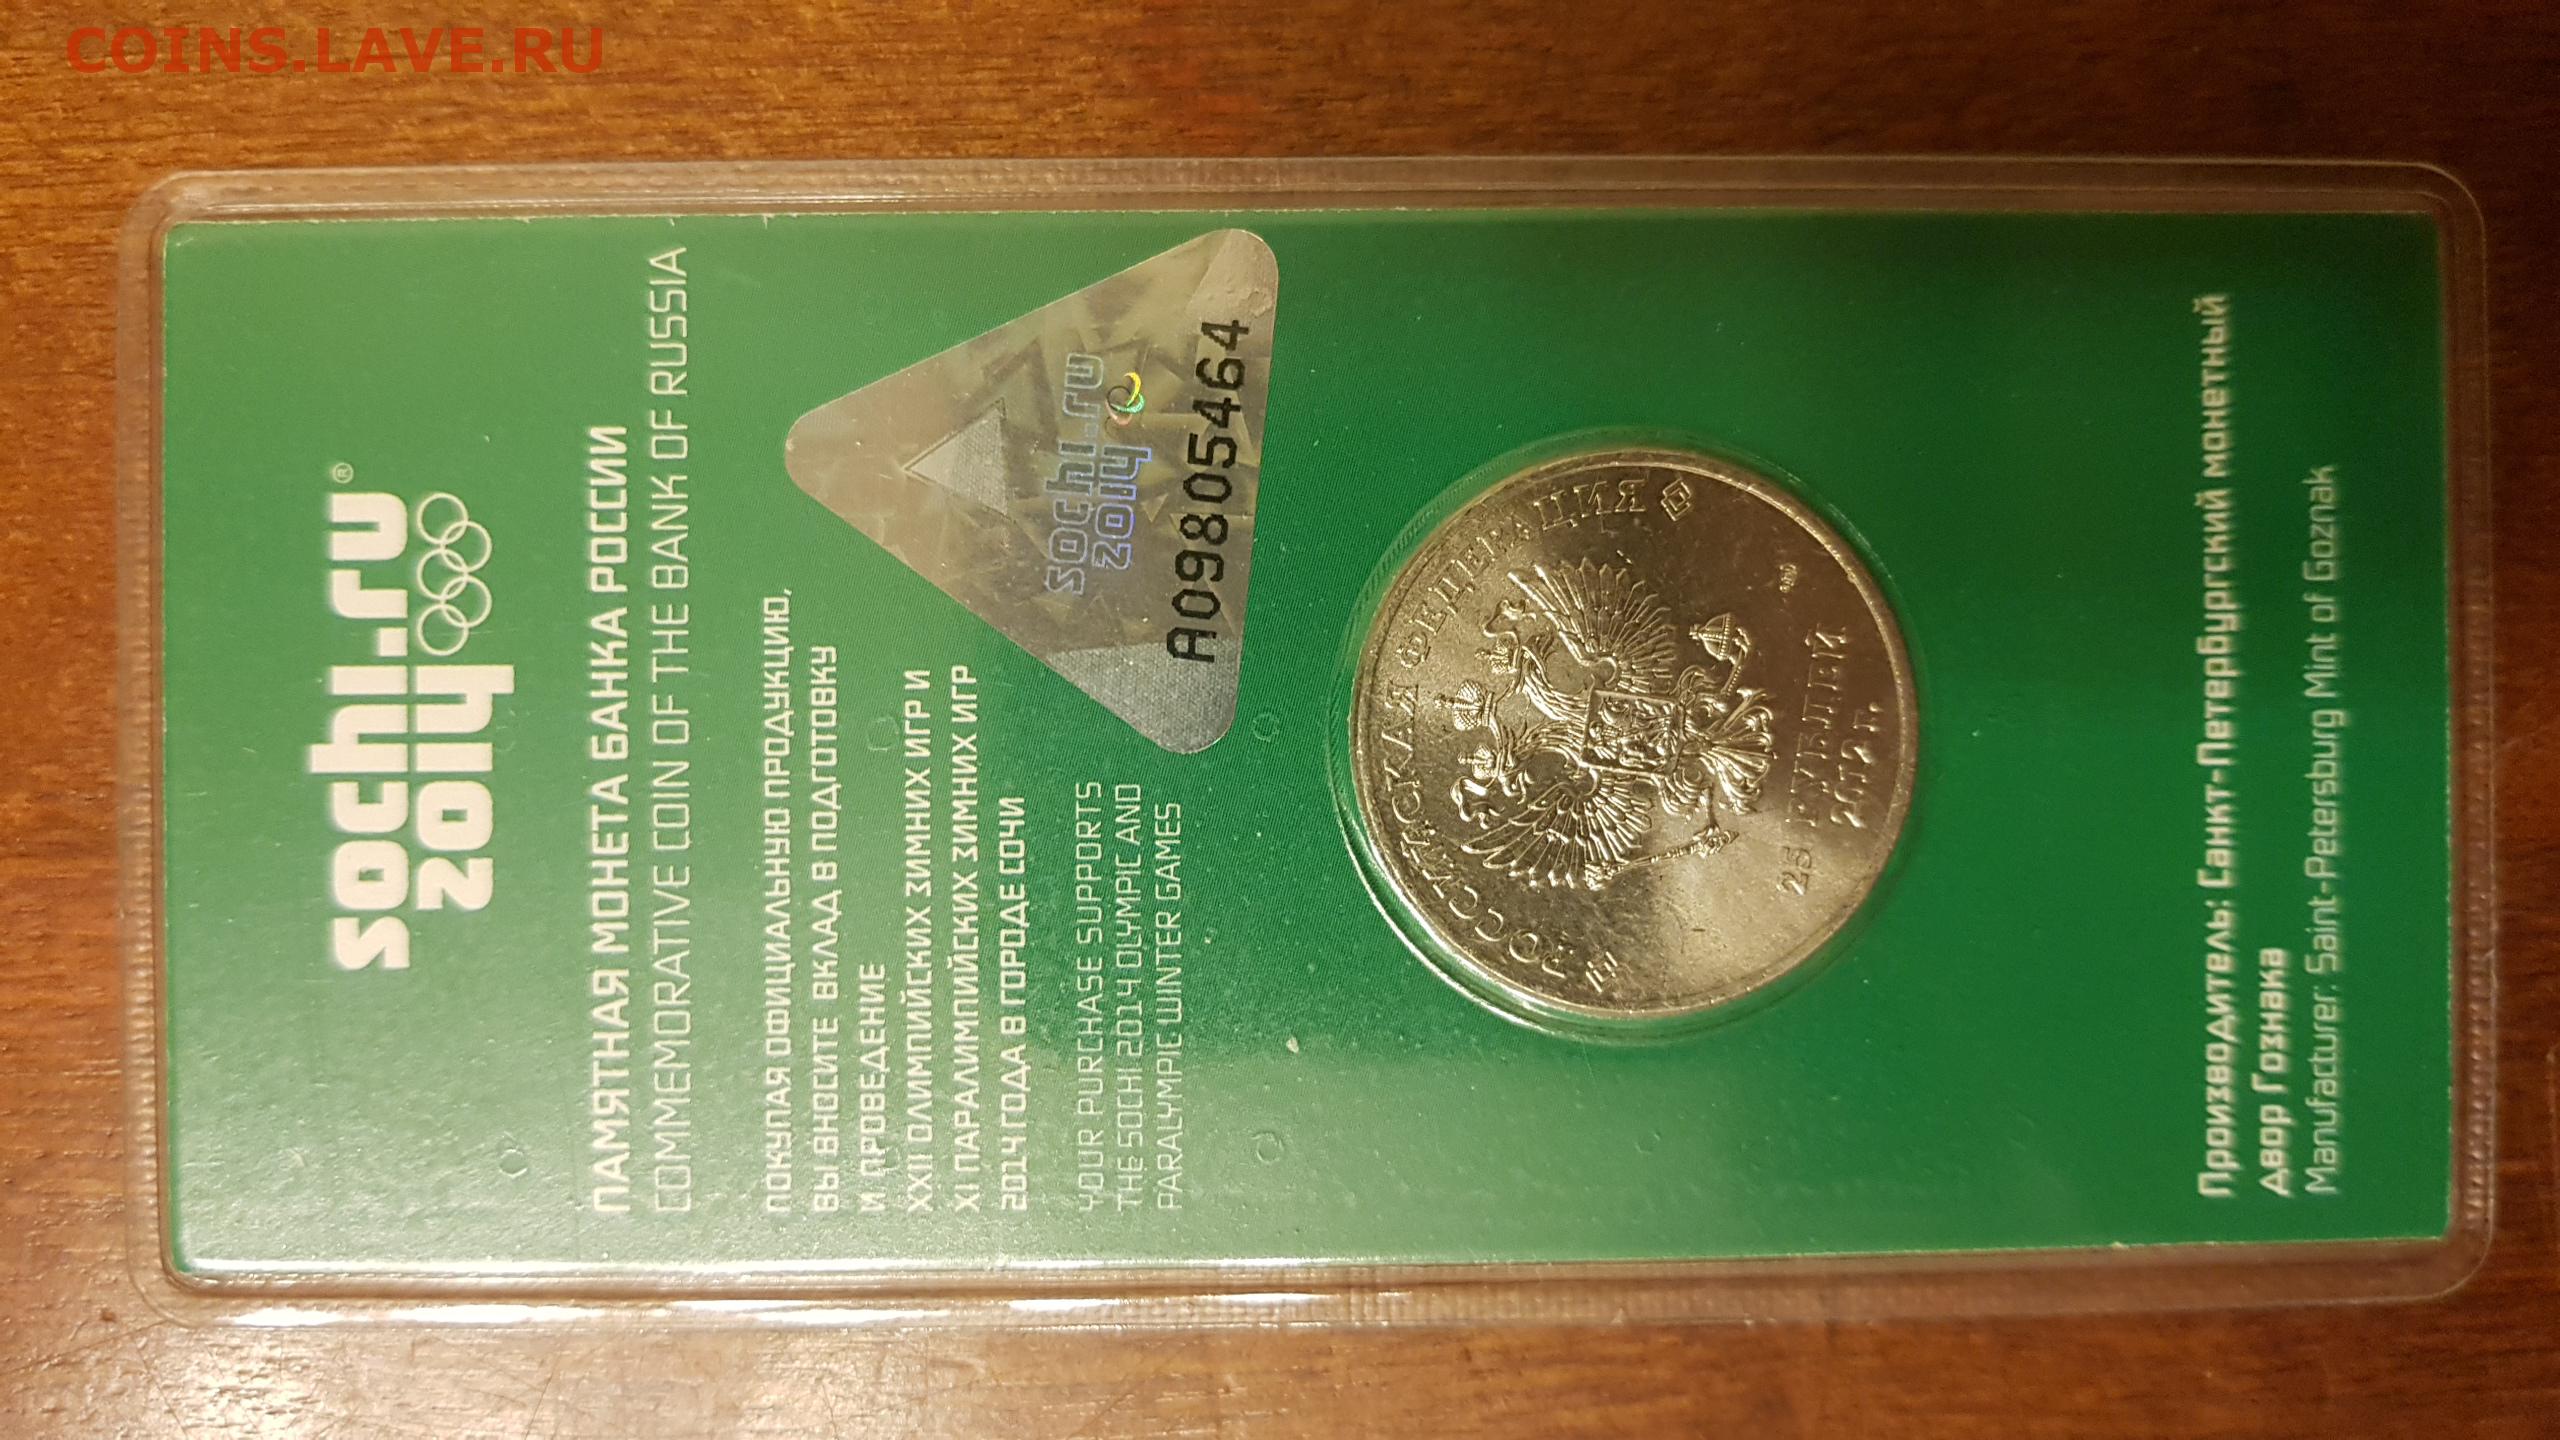 COINS.LAVE.RU
sochi.ru®
2014
ПАМЯТНАЯ МОНЕТА БАНКА РОССИИ
COMMEMORATIVE COIN OF THE BANK OF RUSSIA
ПОКУПАЯ ОФИЦИАЛЬНУЮ ПРОДУКЦИЮ,
ВЫ ВНОСИТЕ ВКЛАД В ПОДГОТОВКУ
И ПРОВЕДЕНИЕ
XXII ОЛИМПИЙСКИХ ЗИМНИХ ИГР И
XI ПАРАЛИМПИЙСКИХ ЗИМНИХ ИГР
2014 ГОДА В ГОРОДЕ СОЧИ
YOUR PURCHASE SUPPORTS
THE SOCHI 2014 OLYMPIC AND
PARALYMPIC WINTER GAMES
sochi.ru
2014
A09805464
РОССИЙСКАЯ ФЕДЕРАЦИЯ
25 РУБЛЕЙ
2012 г.
Производитель: Санкт-Петербургский монетный
двор Гознака
Manufacturer: Saint-Petersburg Mint of Goznak